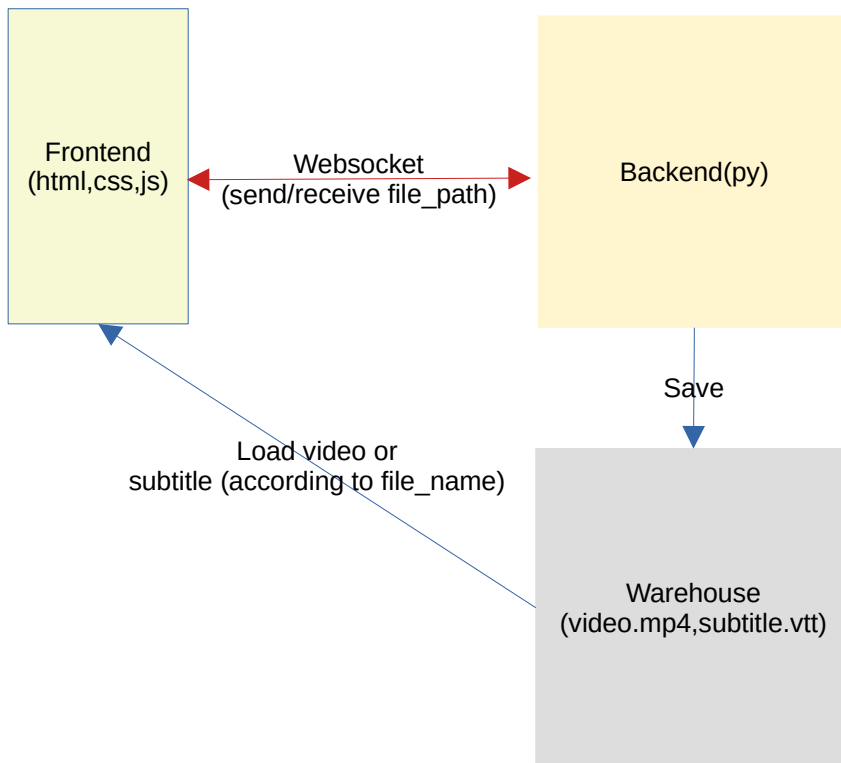 Frontend
(html,css,js)
Websocket
(send/receive file_path)
Backend(py)
Save
Load video or
subtitle (according to file_name)
Warehouse
(video.mp4,subtitle.vtt)